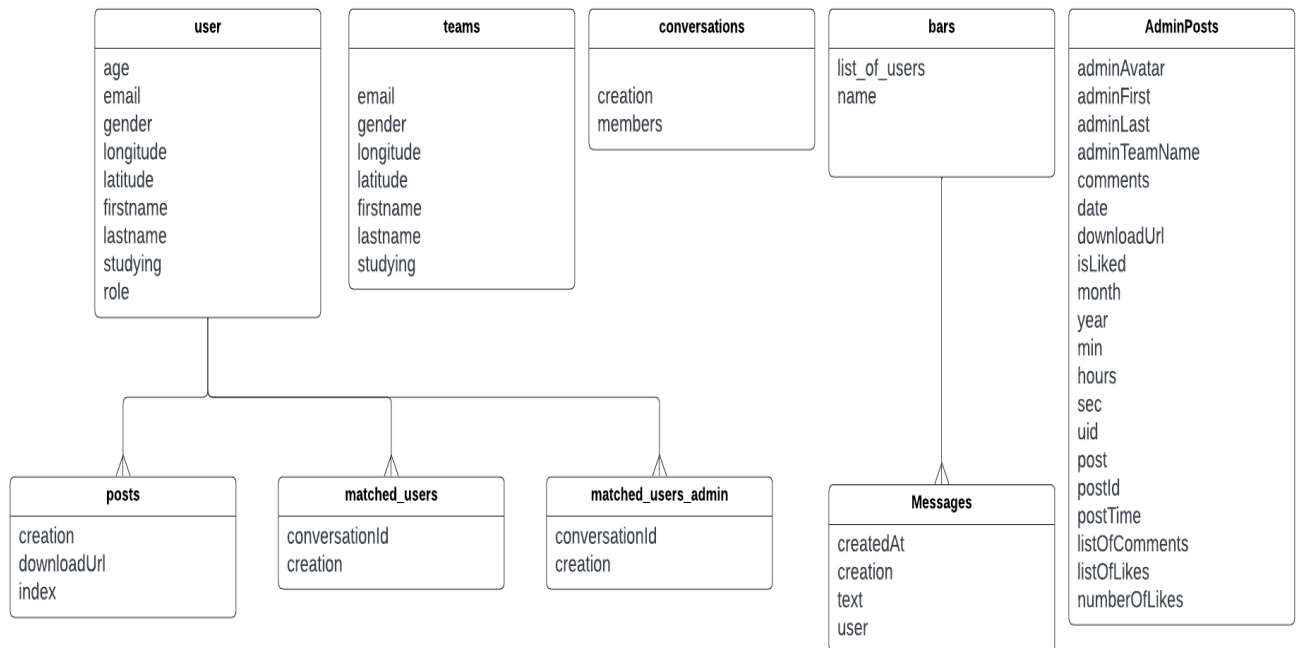 user
age
email
gender
longitude
latitude
firstname
lastname
studying
role
teams
email
gender
longitude
latitude
firstname
lastname
studying
conversations
creation
members
bars
list_of_users
name
AdminPosts
adminAvatar
adminFirst
adminLast
adminTeamName
comments
date
downloadUrl
isLiked
month
year
min
hours
sec
uid
post
postId
postTime
listOfComments
listOfLikes
numberOfLikes
posts
creation
downloadUrl
index
matched_users
conversationId
creation
matched_users_admin
conversationId
creation
Messages
createdAt
creation
text
user